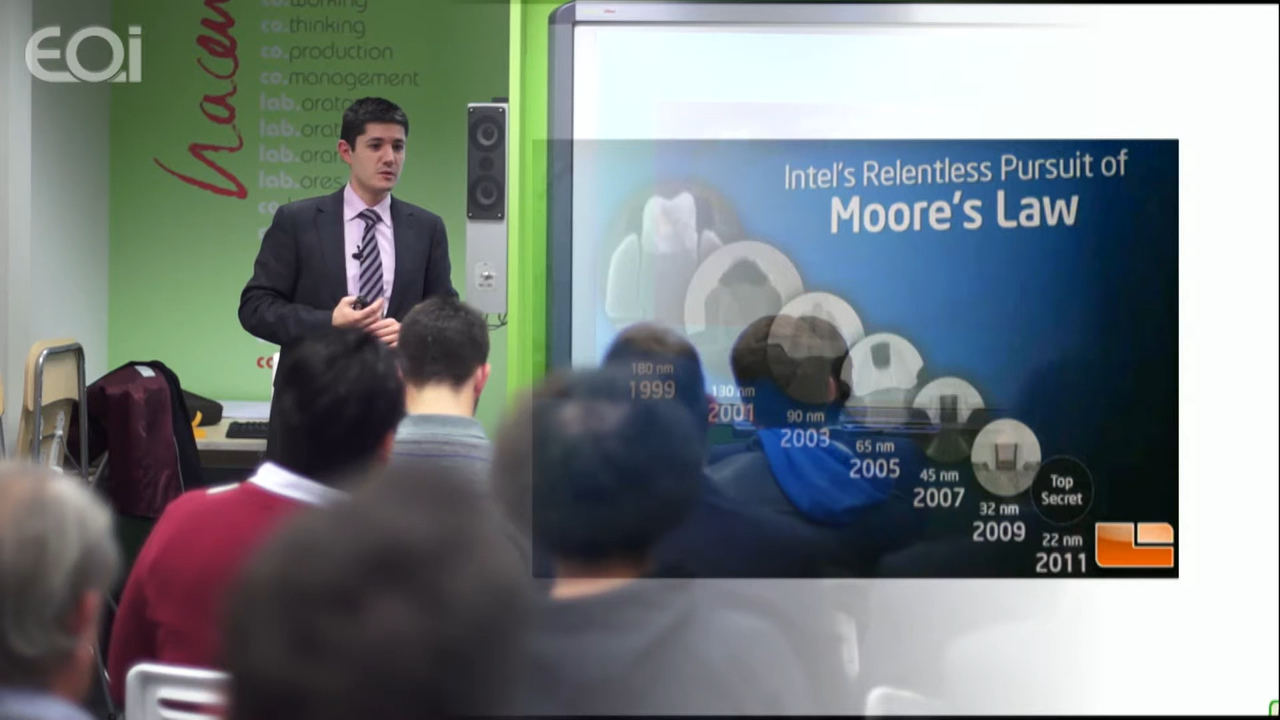 EOi
co.working
co.thinking
co.production
co.management
lab.
lab.
lab.
lab.ores
co.
Intel's Relentless Pursuit of
Moore's Law
180 nm
1999
130 nm
2001
90 nm
2003
65 nm
2005
45 nm
2007
32 nm
2009
Top
Secret
22 nm
2011